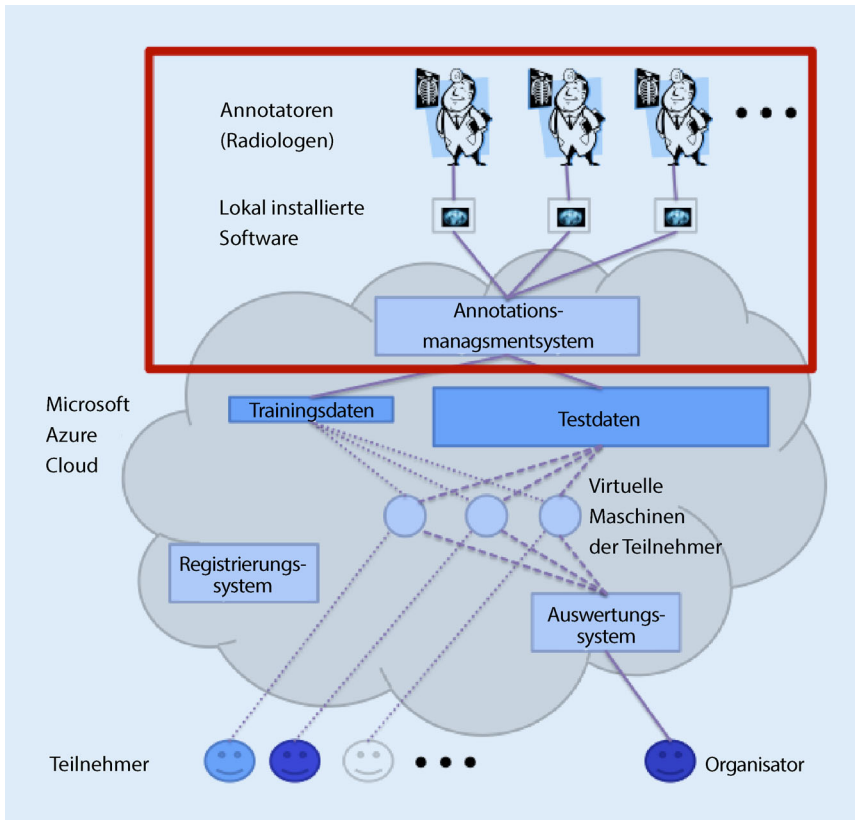 Annotatoren
(Radiologen)
Lokal installierte
Software
Annotations-
managsmentsystem
Microsoft
Azure
Cloud
Trainingsdaten
Testdaten
Virtuelle
Maschinen
der Teilnehmer
Registrierungs-
system
Auswertungs-
system
Teilnehmer
Organisator